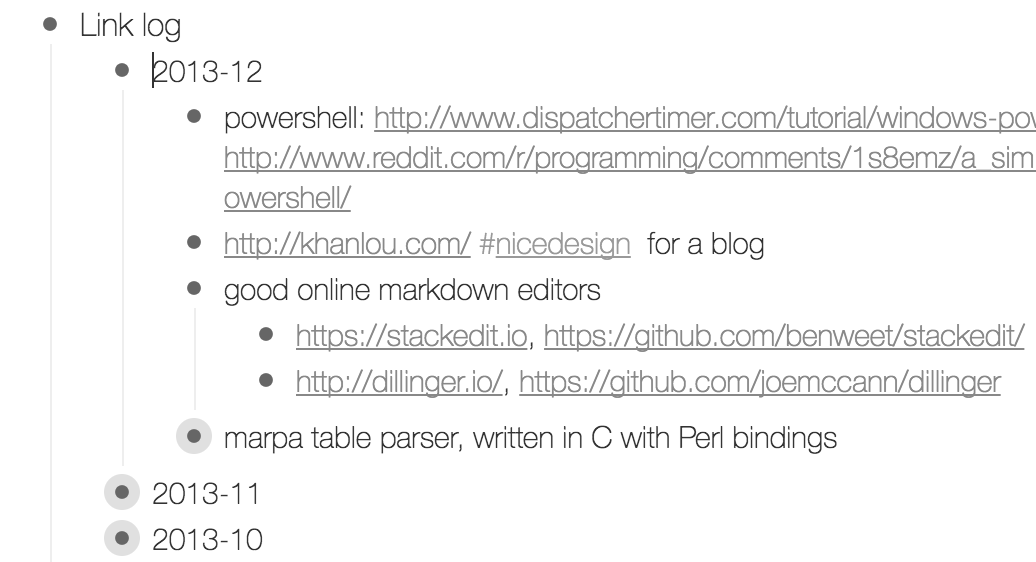 Link log
2013-12
powershell: http://www.dispatchertimer.com/tutorial/windows-pov
http://www.reddit.com/r/programming/comments/1s8emz/a_sim
owershell/
http://khanlou.com/ #nicedesign for a blog
good online markdown editors
https://stackedit.io, https://github.com/benweet/stackedit/
http://dillinger.io/, https://github.com/joemccann/dillinger
marpa table parser, written in C with Perl bindings
2013-11
2013-10